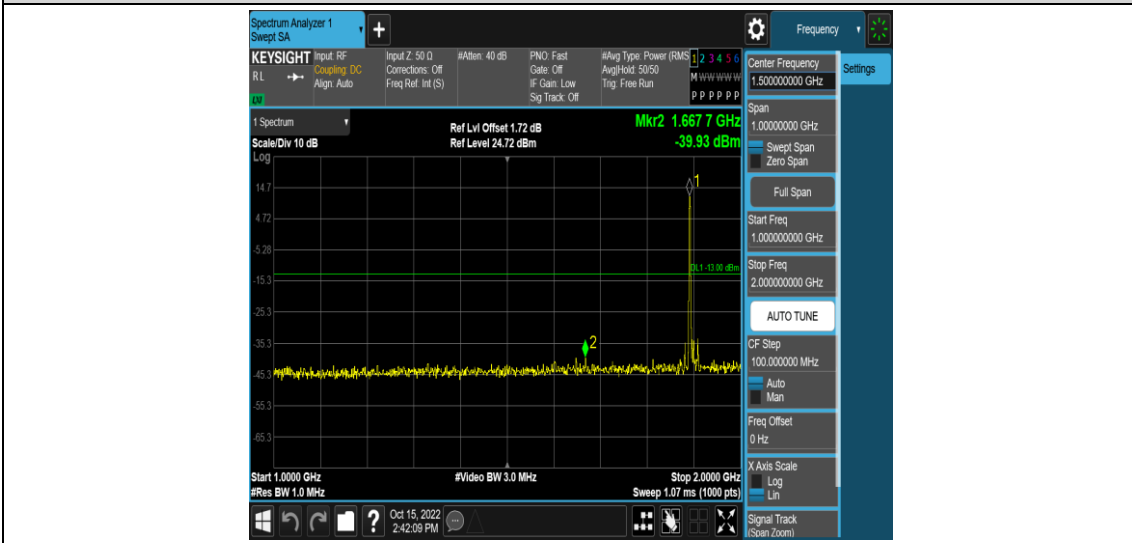 Spectrum Analyzer 1
Swept SA
+
Frequency
KEYSIGHT
RL
LXI
Input: RF
Coupling: DC
Align: Auto
Input Z: 50 Ω
Corrections: Off
Freq Ref: Int (S)
#Atten: 40 dB
PNO: Fast
Gate: Off
IF Gain: Low
Sig Track: Off
#Avg Type: Power (RMS
Avg|Hold: 50/50
Trig: Free Run
1 2 3 4 5 6
M W W W W W
P P P P P P
Center Frequency
1.500000000 GHz
Settings
Span
1.00000000 GHz
Swept Span
Zero Span
Full Span
Start Freq
1.000000000 GHz
Stop Freq
2.000000000 GHz
AUTO TUNE
CF Step
100.000000 MHz
Auto
Man
Freq Offset
0 Hz
X Axis Scale
Log
Lin
Signal Track
(Span Zoom)
1 Spectrum
Scale/Div 10 dB
Log
Ref Lvl Offset 1.72 dB
Ref Level 24.72 dBm
Mkr2 1.667 7 GHz
-39.93 dBm
14.7
4.72
-5.28
-15.3
-25.3
-35.3
-45.3
-55.3
-65.3
1
DL1 -13.00 dBm
2
Start 1.0000 GHz
#Res BW 1.0 MHz
#Video BW 3.0 MHz
Stop 2.0000 GHz
Sweep 1.07 ms (1000 pts)
?
Oct 15, 2022
2:42:09 PM